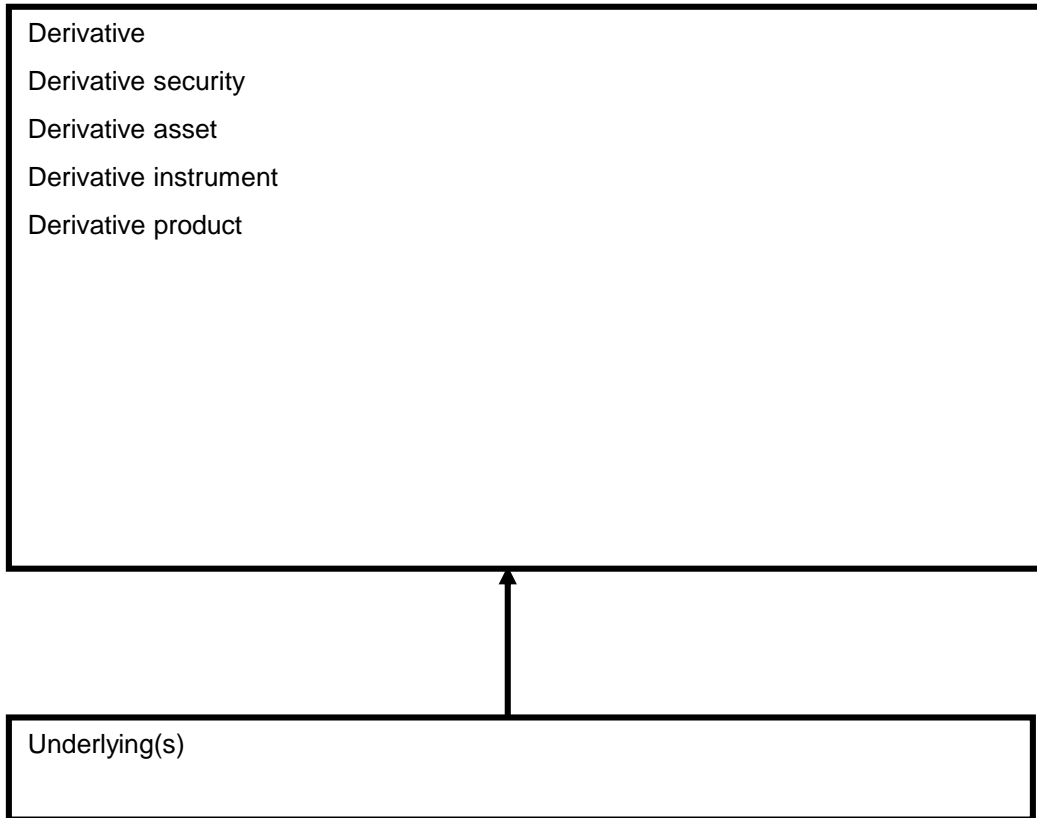 Derivative
Derivative security
Derivative asset
Derivative instrument
Derivative product
Underlying(s)